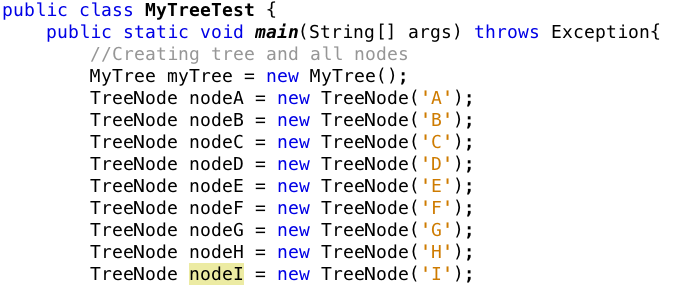 public class MyTreeTest {
public static void main(String[] args) throws Exception{
//Creating tree and all nodes
MyTree myTree = new MyTree();
TreeNode nodeA = new TreeNode('A');
TreeNode nodeB = new TreeNode('B');
TreeNode nodeC = new TreeNode('C');
TreeNode nodeD = new TreeNode('D');
TreeNode nodeE = new TreeNode('E');
TreeNode nodeF = new TreeNode('F');
TreeNode nodeG = new TreeNode('G');
TreeNode nodeH = new TreeNode('H');
TreeNode nodeI = new TreeNode('I');